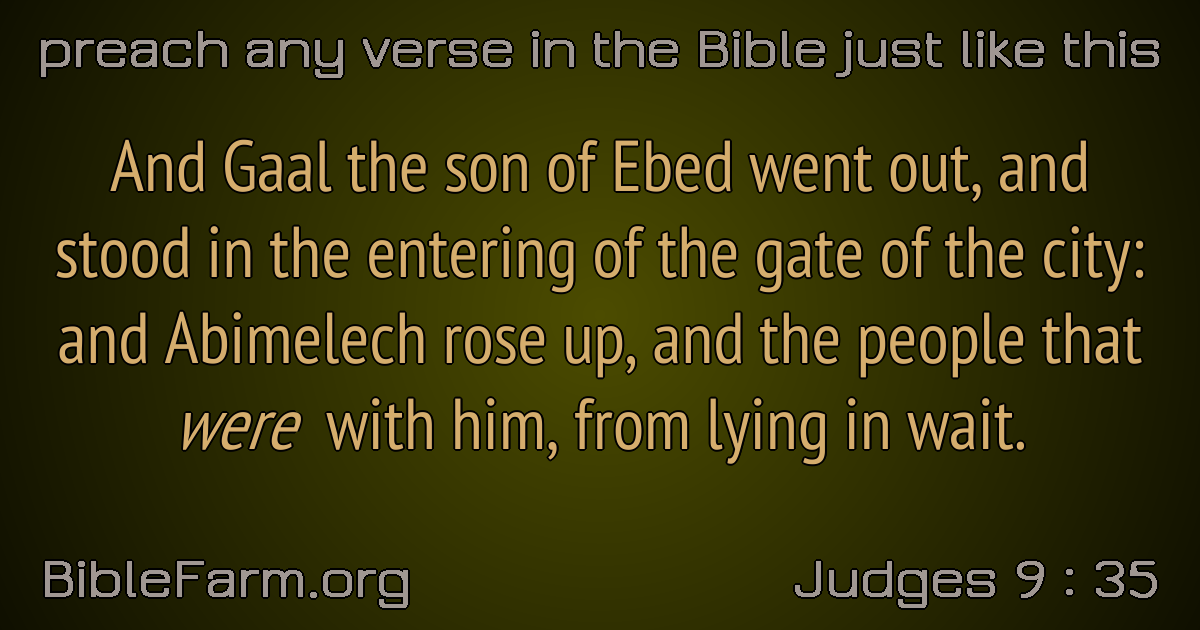 preach any verse in the Bible just like this
And Gaal the son of Ebed went out, and
stood in the entering of the gate of the city:
and Abimelech rose up, and the people that
were with him, from lying in wait.
BibleFarm.org
Judges 9 : 35